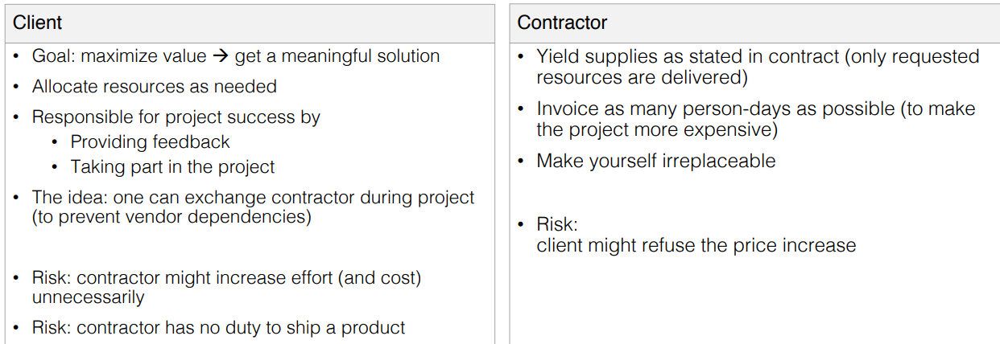 Client
• Goal: maximize value → get a meaningful solution
• Allocate resources as needed
• Responsible for project success by
• Providing feedback
• Taking part in the project
• The idea: one can exchange contractor during project
(to prevent vendor dependencies)
• Risk: contractor might increase effort (and cost)
unnecessarily
• Risk: contractor has no duty to ship a product
Contractor
• Yield supplies as stated in contract (only requested
resources are delivered)
• Invoice as many person-days as possible (to make
the project more expensive)
• Make yourself irreplaceable
• Risk:
client might refuse the price increase